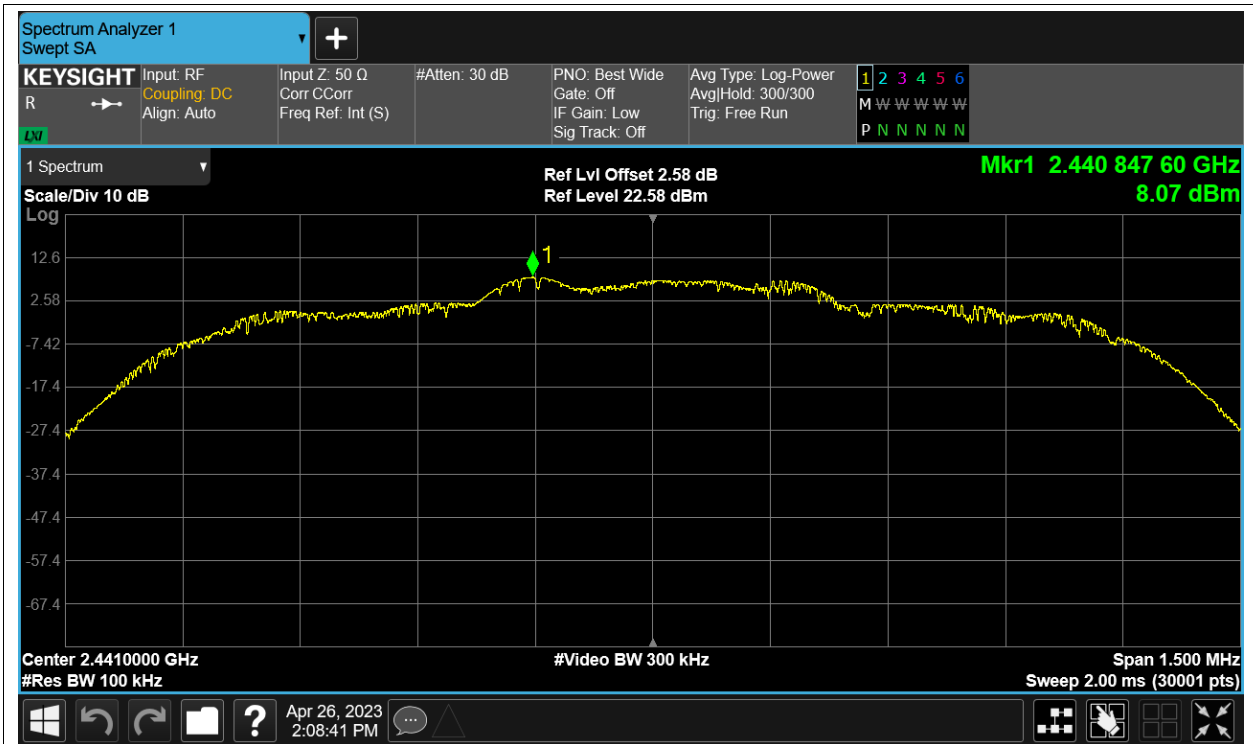 Spectrum Analyzer 1
Swept SA
KEYSIGHT
R
LXI
Input: RF
Coupling: DC
Align: Auto
Input Z: 50 Ω
Corr CCorr
Freq Ref: Int (S)
#Atten: 30 dB
PNO: Best Wide
Gate: Off
IF Gain: Low
Sig Track: Off
Avg Type: Log-Power
Avg|Hold: 300/300
Trig: Free Run
1 2 3 4 5 6
M W W W W W
P N N N N N
1 Spectrum
Scale/Div 10 dB
Log
Ref Lvl Offset 2.58 dB
Ref Level 22.58 dBm
Mkr1 2.440 847 60 GHz
8.07 dBm
1
12.6
2.58
-7.42
-17.4
-27.4
-37.4
-47.4
-57.4
-67.4
Center 2.4410000 GHz
#Res BW 100 kHz
#Video BW 300 kHz
Span 1.500 MHz
Sweep 2.00 ms (30001 pts)
?
Apr 26, 2023
2:08:41 PM